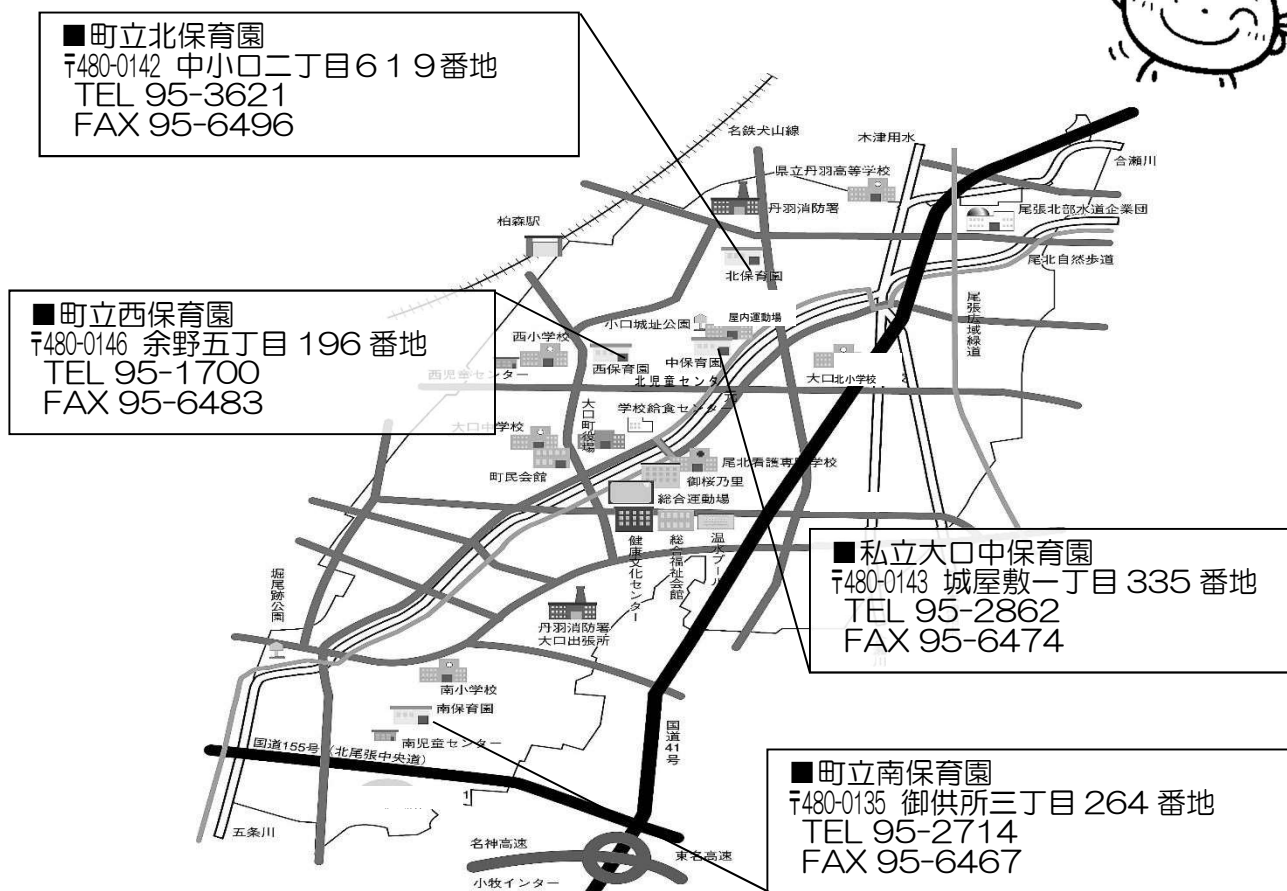 ■町立北保育園
〒480-0142 中小口二丁目619番地
TEL 95-3621
FAX 95-6496
名鉄犬山線
木津用水
合瀬川
県立丹羽高等学校
丹羽消防署
尾張北部水道企業団
柏森駅
尾北自然歩道
北保育園
■町立西保育園
〒480-0146 余野五丁目 196 番地
TEL 95-1700
FAX 95-6483
尾張広域緑道
小口城址公園
屋内運動場
西小学校
西保育園
中保育園
西児童センター
北児童センタ
大口北小学校
大口町役場
学校給食センター
大口中学校
町民会館
尾北看護専門学校
御桜乃里
総合運動場
健康文化センター
総合福祉会館
温水プール
■私立大口中保育園
〒480-0143 城屋敷一丁目 335 番地
TEL 95-2862
FAX 95-6474
堀尾跡公園
丹羽消防署
大口出張所
南小学校
南保育園
南児童センター
国道41号
国道155号(北尾張中央道)
■町立南保育園
〒480-0135 御供所三丁目 264 番地
TEL 95-2714
FAX 95-6467
五条川
名神高速
東名高速
小牧インター